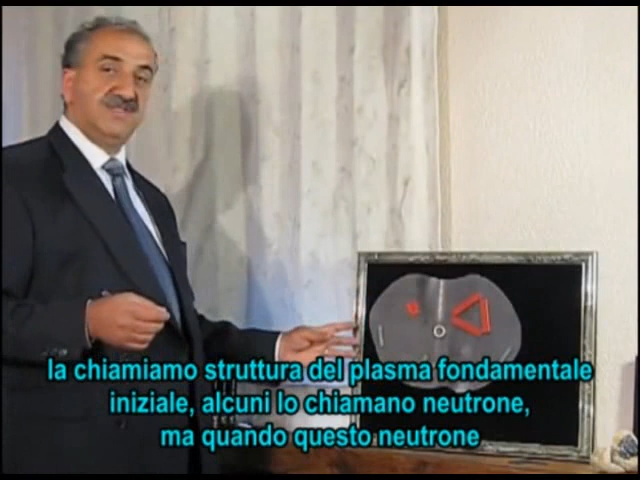 la chiamiamo struttura del plasma fondamentale
iniziale, alcuni lo chiamano neutrone,
ma quando questo neutrone